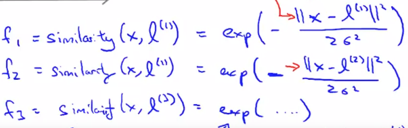 f₁ = similarity (x, l⁽¹⁾) = exp(- ||x - l⁽¹⁾||² / 2σ²)
f₂ = similarity (x, l⁽²⁾) = exp(- ||x - l⁽²⁾||² / 2σ²)
f₃ = similarity (x, l⁽³⁾) = exp( ....)